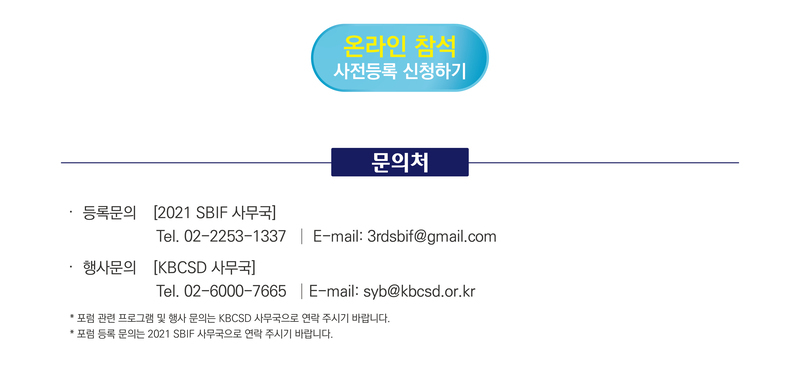 온라인 참석
사전등록 신청하기
문의처
· 등록문의 [2021 SBIF 사무국]
Tel. 02-2253-1337 | E-mail: 3rdsbif@gmail.com
· 행사문의 [KBCSD 사무국]
Tel. 02-6000-7665 | E-mail: syb@kbcsd.or.kr
* 포럼 관련 프로그램 및 행사 문의는 KBCSD 사무국으로 연락 주시기 바랍니다.
* 포럼 등록 문의는 2021 SBIF 사무국으로 연락 주시기 바랍니다.